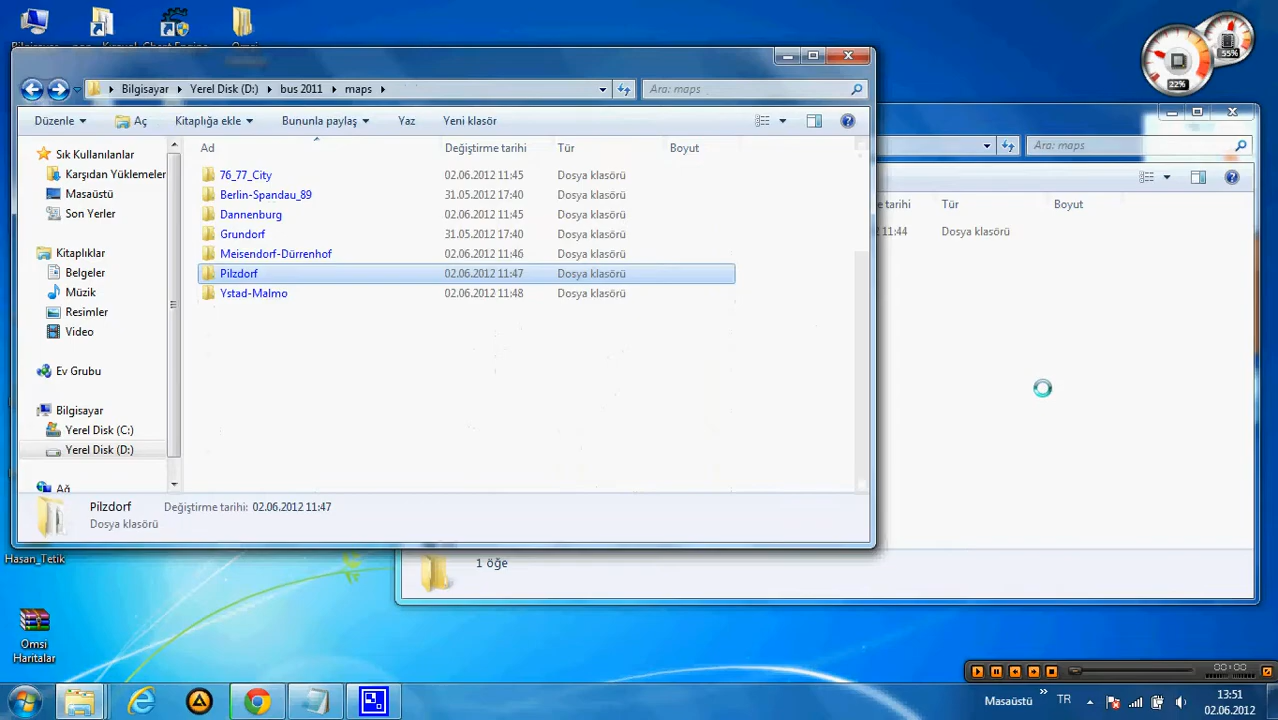 55%
22%
Bilgisayar ▸ Yerel Disk (D:) ▸ bus 2011 ▸ maps ▸
Ara: maps
Düzenle
Aç
Kitaplığa ekle
Bununla paylaş
Yaz
Yeni klasör
Ad
Değiştirme tarihi
Tür
Boyut
76_77_City 02.06.2012 11:45 Dosya klasörü
Berlin-Spandau_89 31.05.2012 17:40 Dosya klasörü
Dannenburg 02.06.2012 11:45 Dosya klasörü
Grundorf 31.05.2012 17:40 Dosya klasörü
Meisendorf-Dürrenhof 02.06.2012 11:46 Dosya klasörü
Pilzdorf 02.06.2012 11:47 Dosya klasörü
Ystad-Malmo 02.06.2012 11:48 Dosya klasörü
Sık Kullanılanlar
Karşıdan Yüklemeler
Masaüstü
Son Yerler
Kitaplıklar
Belgeler
Müzik
Resimler
Video
Ev Grubu
Bilgisayar
Yerel Disk (C:)
Yerel Disk (D:)
Ağ
Pilzdorf Değiştirme tarihi: 02.06.2012 11:47
Dosya klasörü
Ara: maps
tarihi
Tür
Boyut
11:44 Dosya klasörü
1 öğe
Hasan_Tetik
Omsi
Haritalar
00:00
Masaüstü
TR
13:51
02.06.2012